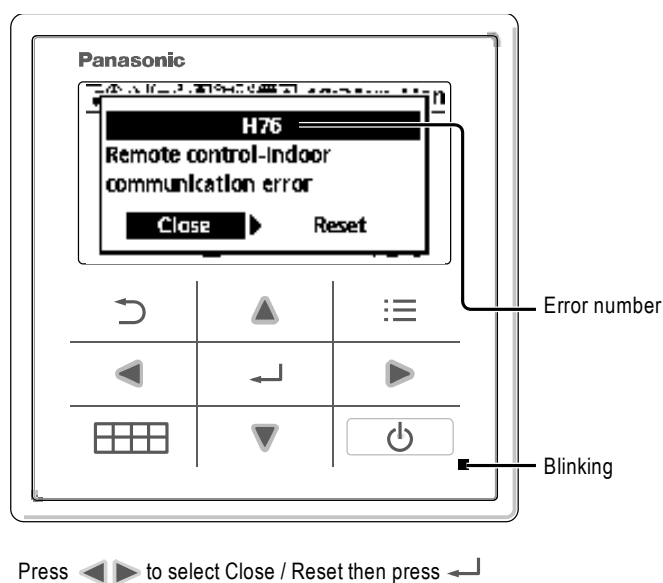 Panasonic
H76
Remote control-Indoor
communication error
Close Reset
Error number
Blinking
Press to select Close / Reset then press